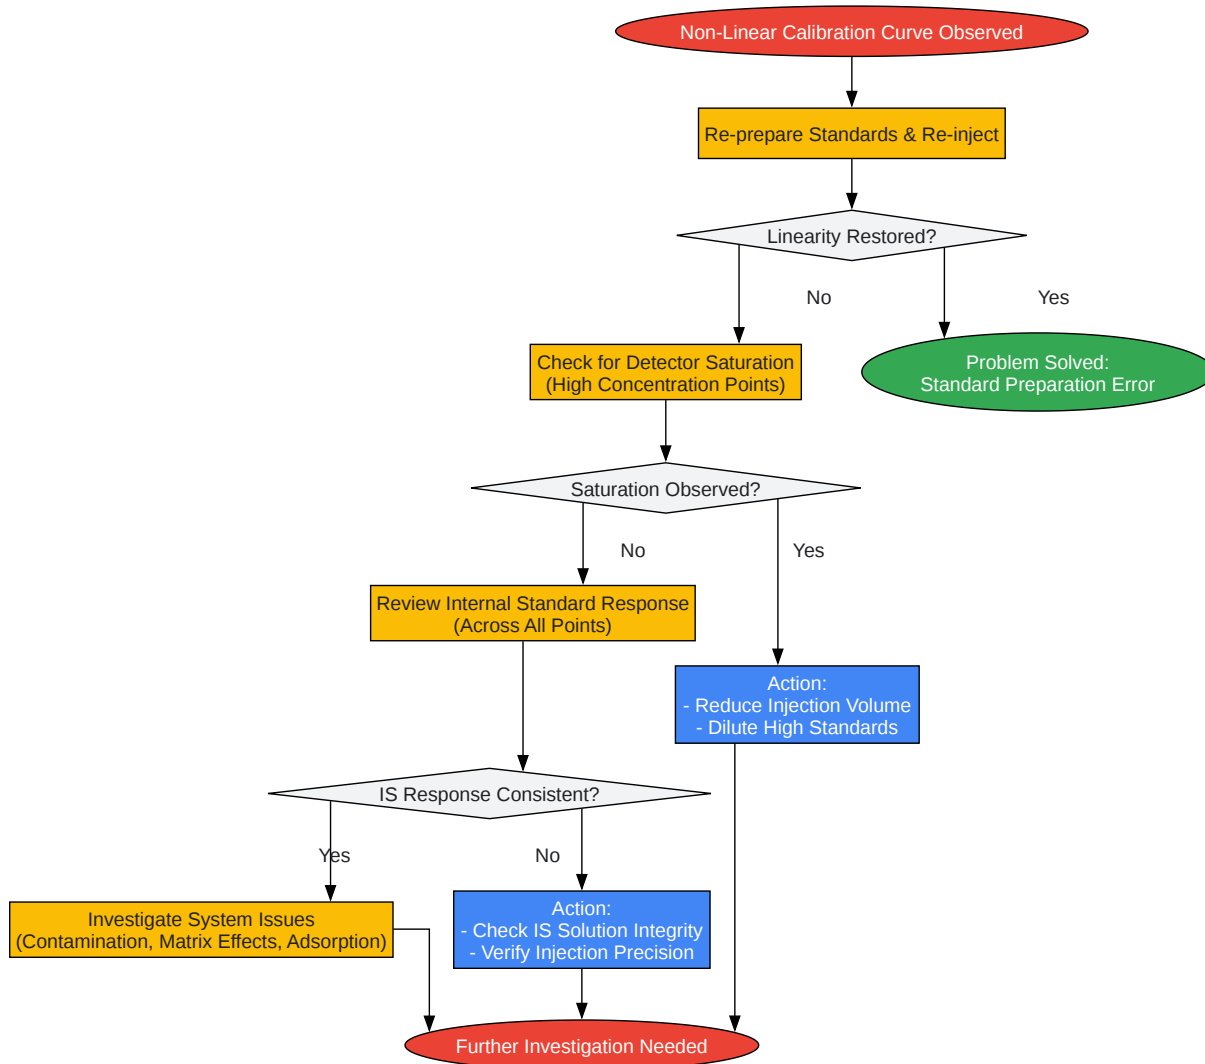 Non-Linear Calibration Curve Observed
Re-prepare Standards & Re-inject
Linearity Restored?
No
Yes
Check for Detector Saturation
(High Concentration Points)
Problem Solved:
Standard Preparation Error
Saturation Observed?
No
Yes
Review Internal Standard Response
(Across All Points)
Action:
- Reduce Injection Volume
- Dilute High Standards
IS Response Consistent?
Yes
No
Investigate System Issues
(Contamination, Matrix Effects, Adsorption)
Action:
- Check IS Solution Integrity
- Verify Injection Precision
Further Investigation Needed